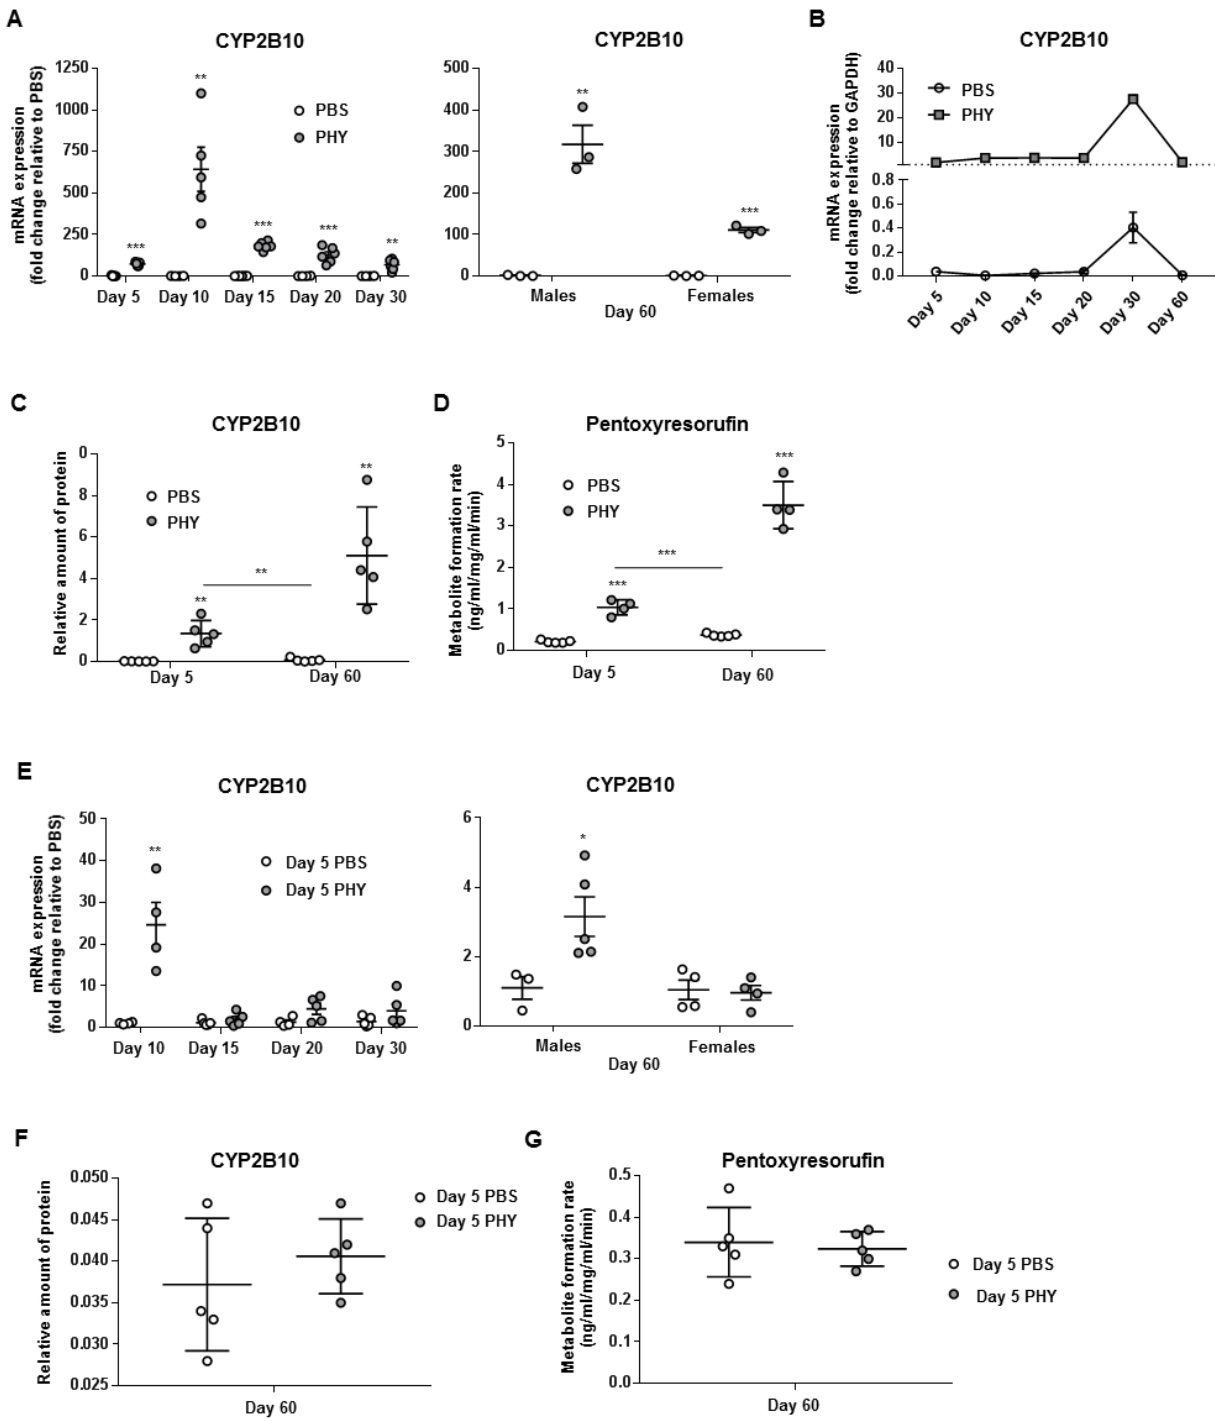 A
CYP2B10
mRNA expression
(fold change relative to PBS)
1250
1000
750
500
250
0
PBS
PHY
**
***
***
***
**
Day 5
Day 10
Day 15
Day 20
Day 30
CYP2B10
500
400
300
200
100
0
**
***
Males
Females
Day 60
B
CYP2B10
mRNA expression
(fold change relative to GAPDH)
40
30
20
10
0.8
0.6
0.4
0.2
0.0
PBS
PHY
Day 5
Day 10
Day 15
Day 20
Day 30
Day 60
C
CYP2B10
Relative amount of protein
0
8
6
4
2
0
PBS
PHY
**
**
**
Day 5
Day 60
D
Pentoxyresorufin
Metabolite formation rate
(ng/ml/mg/ml/min)
5
4
3
2
1
0
PBS
PHY
***
***
***
Day 5
Day 60
E
CYP2B10
mRNA expression
(fold change relative to PBS)
50
40
30
20
10
0
**
Day 5 PBS
Day 5 PHY
Day 10
Day 15
Day 20
Day 30
CYP2B10
6
4
2
0
*
Males
Females
Day 60
F
CYP2B10
Relative amount of protein
0.050
0.045
0.040
0.035
0.030
0.025
Day 5 PBS
Day 5 PHY
Day 60
G
Pentoxyresorufin
Metabolite formation rate
(ng/ml/mg/ml/min)
0.5
0.4
0.3
0.2
0.1
0.0
Day 5 PBS
Day 5 PHY
Day 60